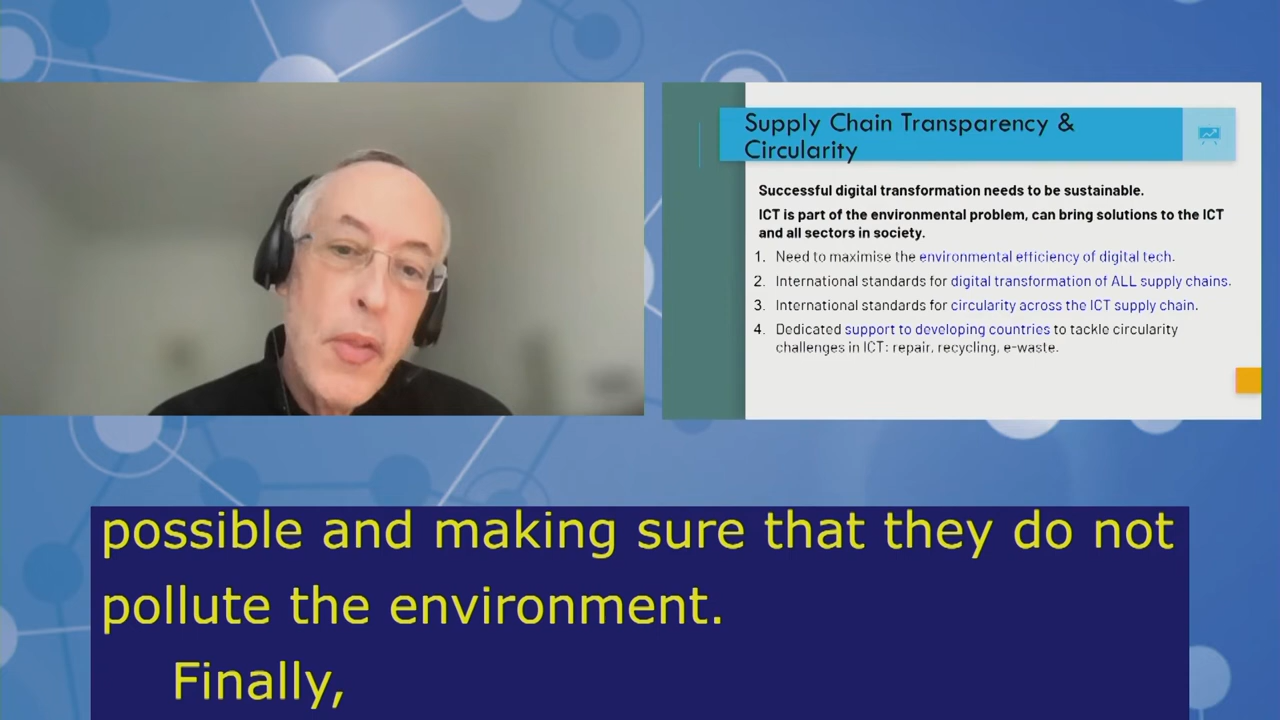 Supply Chain Transparency &
Circularity
Successful digital transformation needs to be sustainable.
ICT is part of the environmental problem, can bring solutions to the ICT
and all sectors in society.
1. Need to maximise the environmental efficiency of digital tech.
2. International standards for digital transformation of ALL supply chains.
3. International standards for circularity across the ICT supply chain.
4. Dedicated support to developing countries to tackle circularity
challenges in ICT: repair, recycling, e-waste.
possible and making sure that they do not
pollute the environment.
Finally,